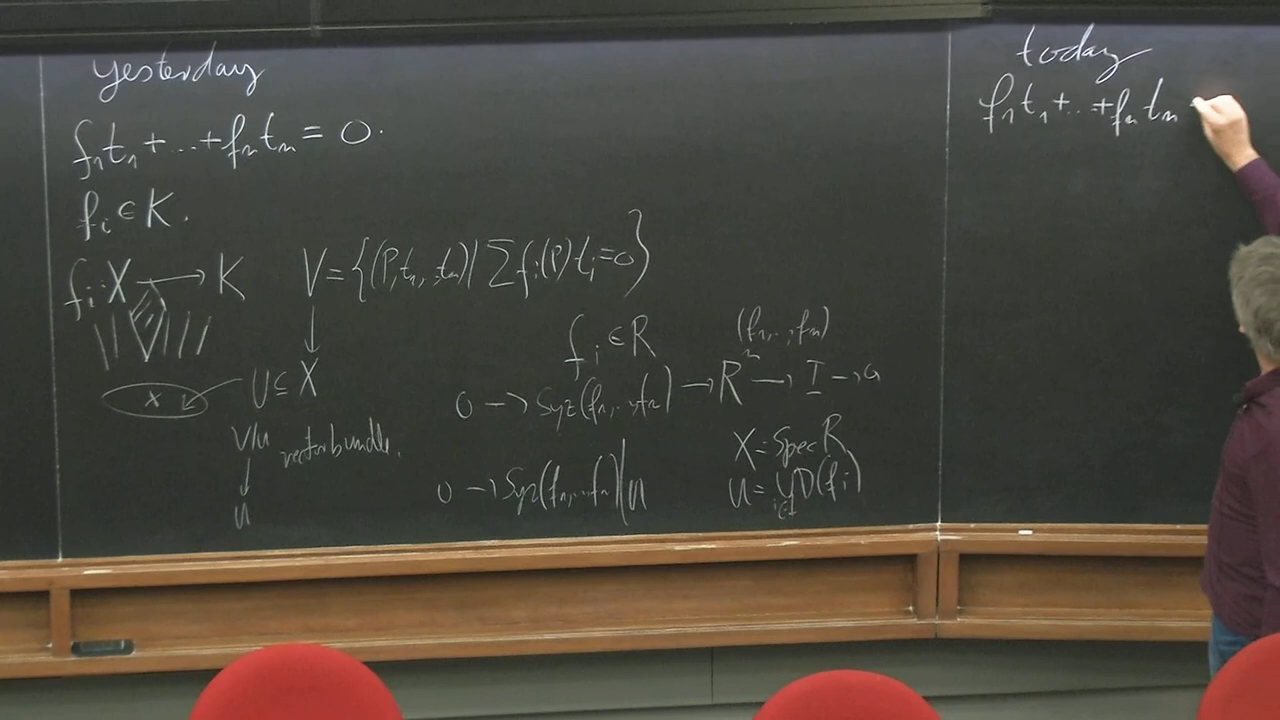 yesterday
f₁t₁+...+fₙtₙ = 0.
fᵢ ∈ K.
fᵢ: X → K
V = {(P, t₁, .., tₙ) | Σ fᵢ(P) tᵢ = 0}
↓
U ⊆ X
x
V|U vector bundle.
↓
U
fᵢ ∈ R
(f₁, .., fₙ)
0 → Syz(f₁, .., fₙ) → Rⁿ → I → 0
X = Spec R
0 → Syz(f₁, .., fₙ)|U
U = ⋃ D(fᵢ)
today
f₁t₁+...+fₙtₙ